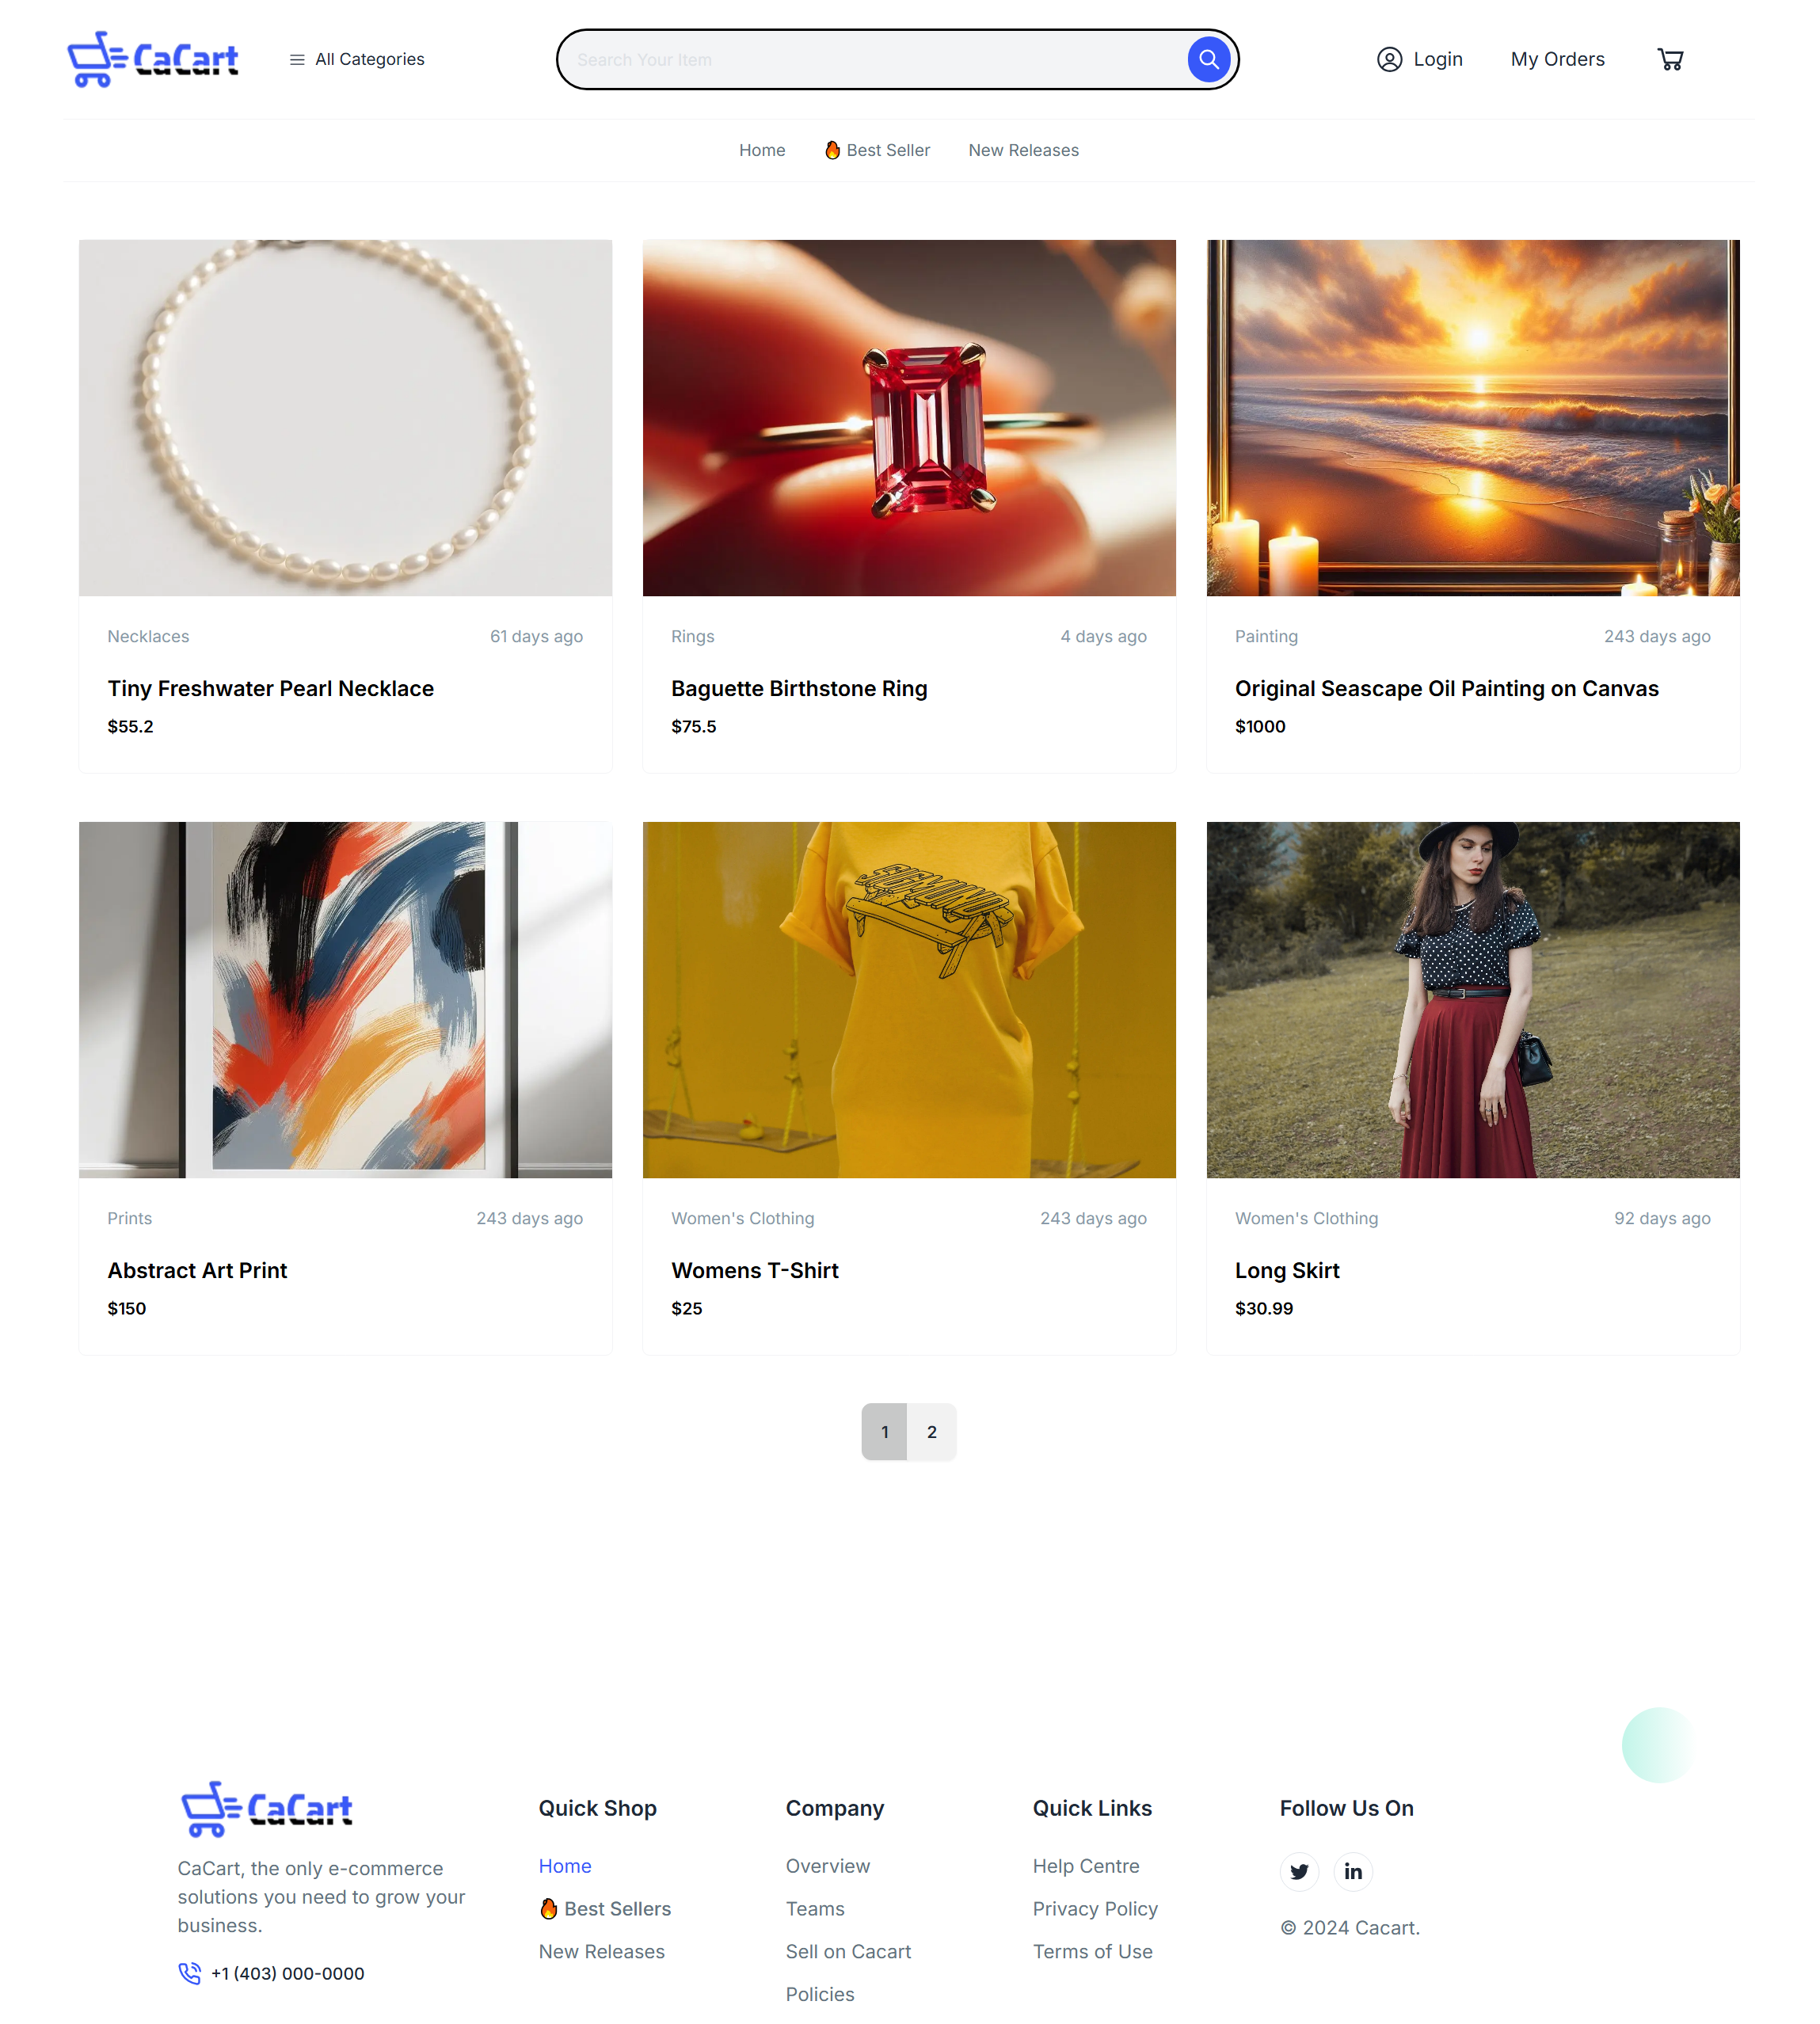 CaCart
All Categories
Search Your Item
Login
My Orders
Home
🔥 Best Seller
New Releases
Necklaces
61 days ago
Tiny Freshwater Pearl Necklace
$55.2
Rings
4 days ago
Baguette Birthstone Ring
$75.5
Painting
243 days ago
Original Seascape Oil Painting on Canvas
$1000
Prints
243 days ago
Abstract Art Print
$150
Women's Clothing
243 days ago
Womens T-Shirt
$25
Women's Clothing
92 days ago
Long Skirt
$30.99
1
2
CaCart
CaCart, the only e-commerce
solutions you need to grow your
business.
+1 (403) 000-0000
Quick Shop
Home
🔥 Best Sellers
New Releases
Company
Overview
Teams
Sell on Cacart
Policies
Quick Links
Help Centre
Privacy Policy
Terms of Use
Follow Us On
© 2024 Cacart.